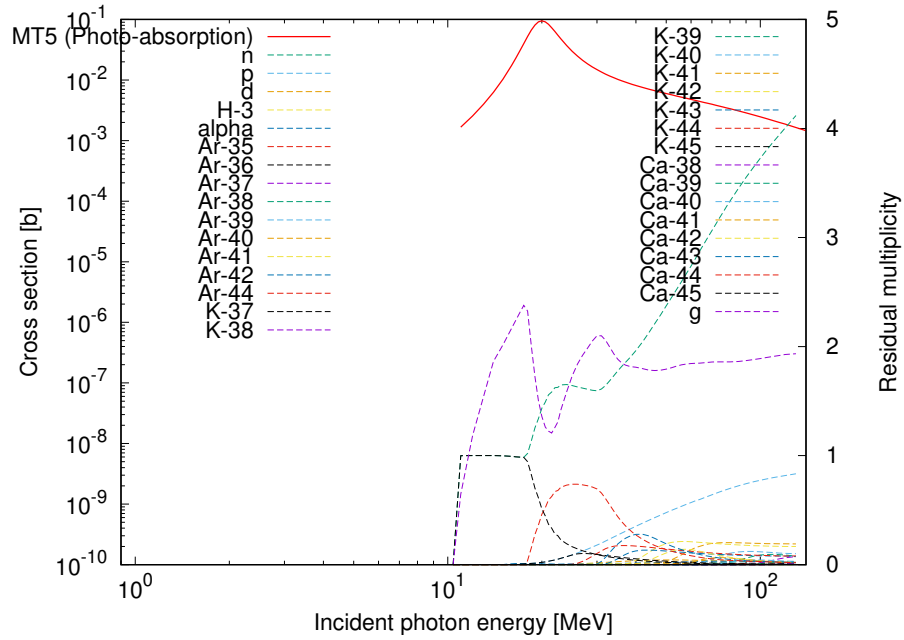 MT5 (Photo-absorption)
n
p
d
H-3
alpha
Ar-35
Ar-36
Ar-37
Ar-38
Ar-39
Ar-40
Ar-41
Ar-42
Ar-44
K-37
K-38
K-39
K-40
K-41
K-42
K-43
K-44
K-45
Ca-38
Ca-39
Ca-40
Ca-41
Ca-42
Ca-43
Ca-44
Ca-45
g
Cross section [b]
10^-1
10^-2
10^-3
10^-4
10^-5
10^-6
10^-7
10^-8
10^-9
10^-10
10^0
10^1
10^2
Incident photon energy [MeV]
5
4
3
2
1
0
Residual multiplicity